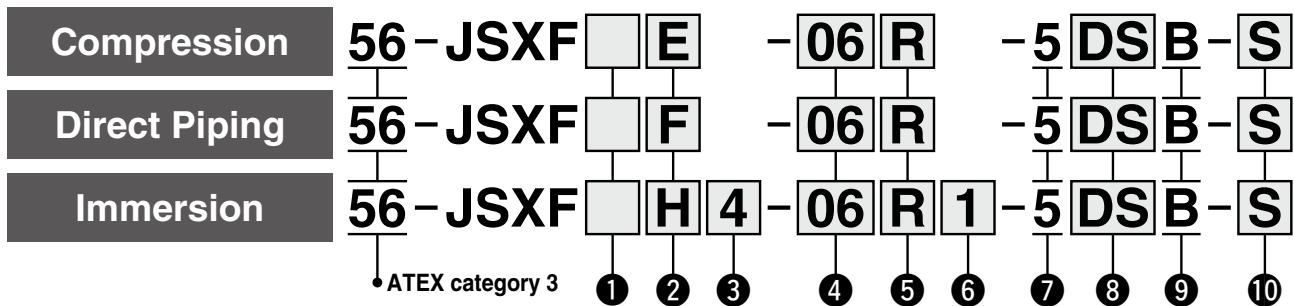 Compression 56-JSXF E -06 R -5 DS B-S
Direct Piping 56-JSXF F -06 R -5 DS B-S
Immersion 56-JSXF H 4 -06 R 1 -5 DS B-S
ATEX category 3 ❶ ❷ ❸ ❹ ❺ ❻ ❼ ❽ ❾ ❿